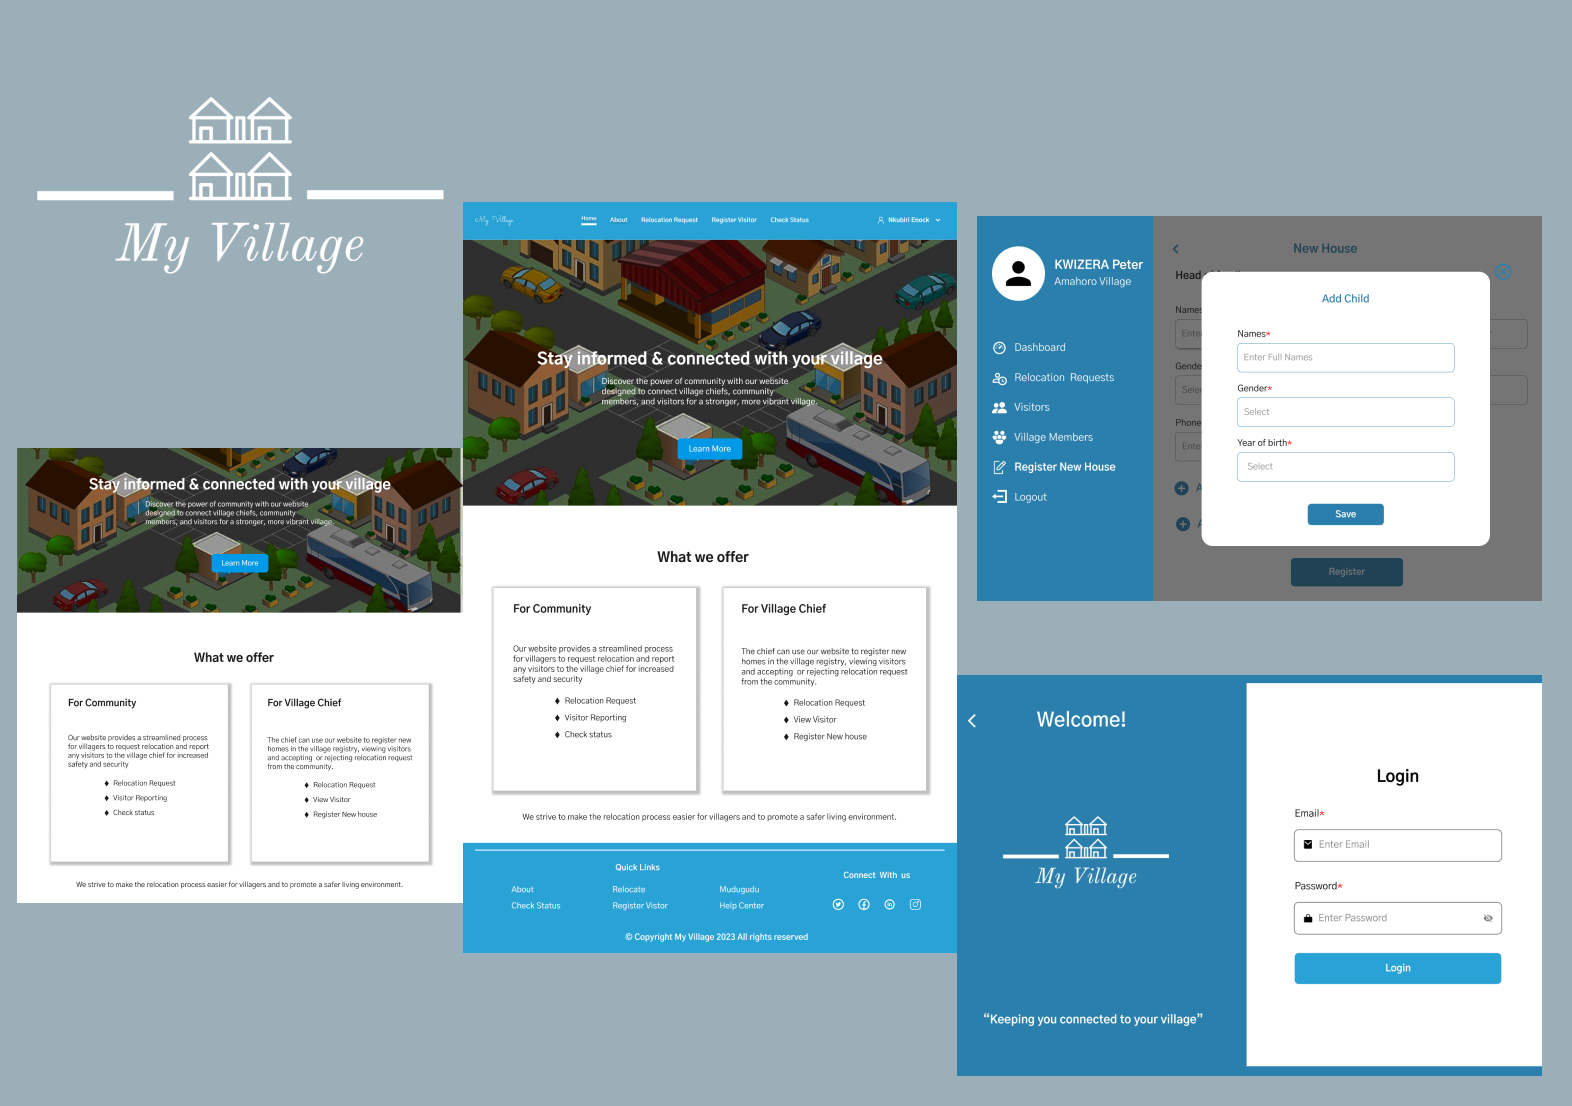 My Village
Stay informed & connected with your village
Discover the power of community with our website
designed to connect village chiefs, community
members, and visitors for a stronger, more vibrant village.
Learn More
What we offer
For Community
Our website provides a streamlined process
for villagers to request relocation and report
any visitors to the village chief for increased
safety and security
♦ Relocation Request
♦ Visitor Reporting
♦ Check status
For Village Chief
The chief can use our website to register new
homes in the village registry, viewing visitors
and accepting or rejecting relocation request
from the community.
♦ Relocation Request
♦ View Visitor
♦ Register New house
We strive to make the relocation process easier for villagers and to promote a safer living environment.
My Village
Home
About
Relocation Request
Register Visitor
Check Status
Nkubiri Enock
Stay informed & connected with your village
Discover the power of community with our website
designed to connect village chiefs, community
members, and visitors for a stronger, more vibrant village.
Learn More
What we offer
For Community
Our website provides a streamlined process
for villagers to request relocation and report
any visitors to the village chief for increased
safety and security
♦ Relocation Request
♦ Visitor Reporting
♦ Check status
For Village Chief
The chief can use our website to register new
homes in the village registry, viewing visitors
and accepting or rejecting relocation request
from the community.
♦ Relocation Request
♦ View Visitor
♦ Register New house
We strive to make the relocation process easier for villagers and to promote a safer living environment.
Quick Links
Connect With us
About
Relocate
Mudugudu
Check Status
Register Vistor
Help Center
© Copyright My Village 2023 All rights reserved
KWIZERA Peter
Amahoro Village
Dashboard
Relocation Requests
Visitors
Village Members
Register New House
Logout
New House
Head
Names
Ente
Gende
Selec
Phone
Ente
Register
Add Child
Names*
Enter Full Names
Gender*
Select
Year of birth*
Select
Save
Welcome!
My Village
“Keeping you connected to your village”
Login
Email*
Enter Email
Password*
Enter Password
Login